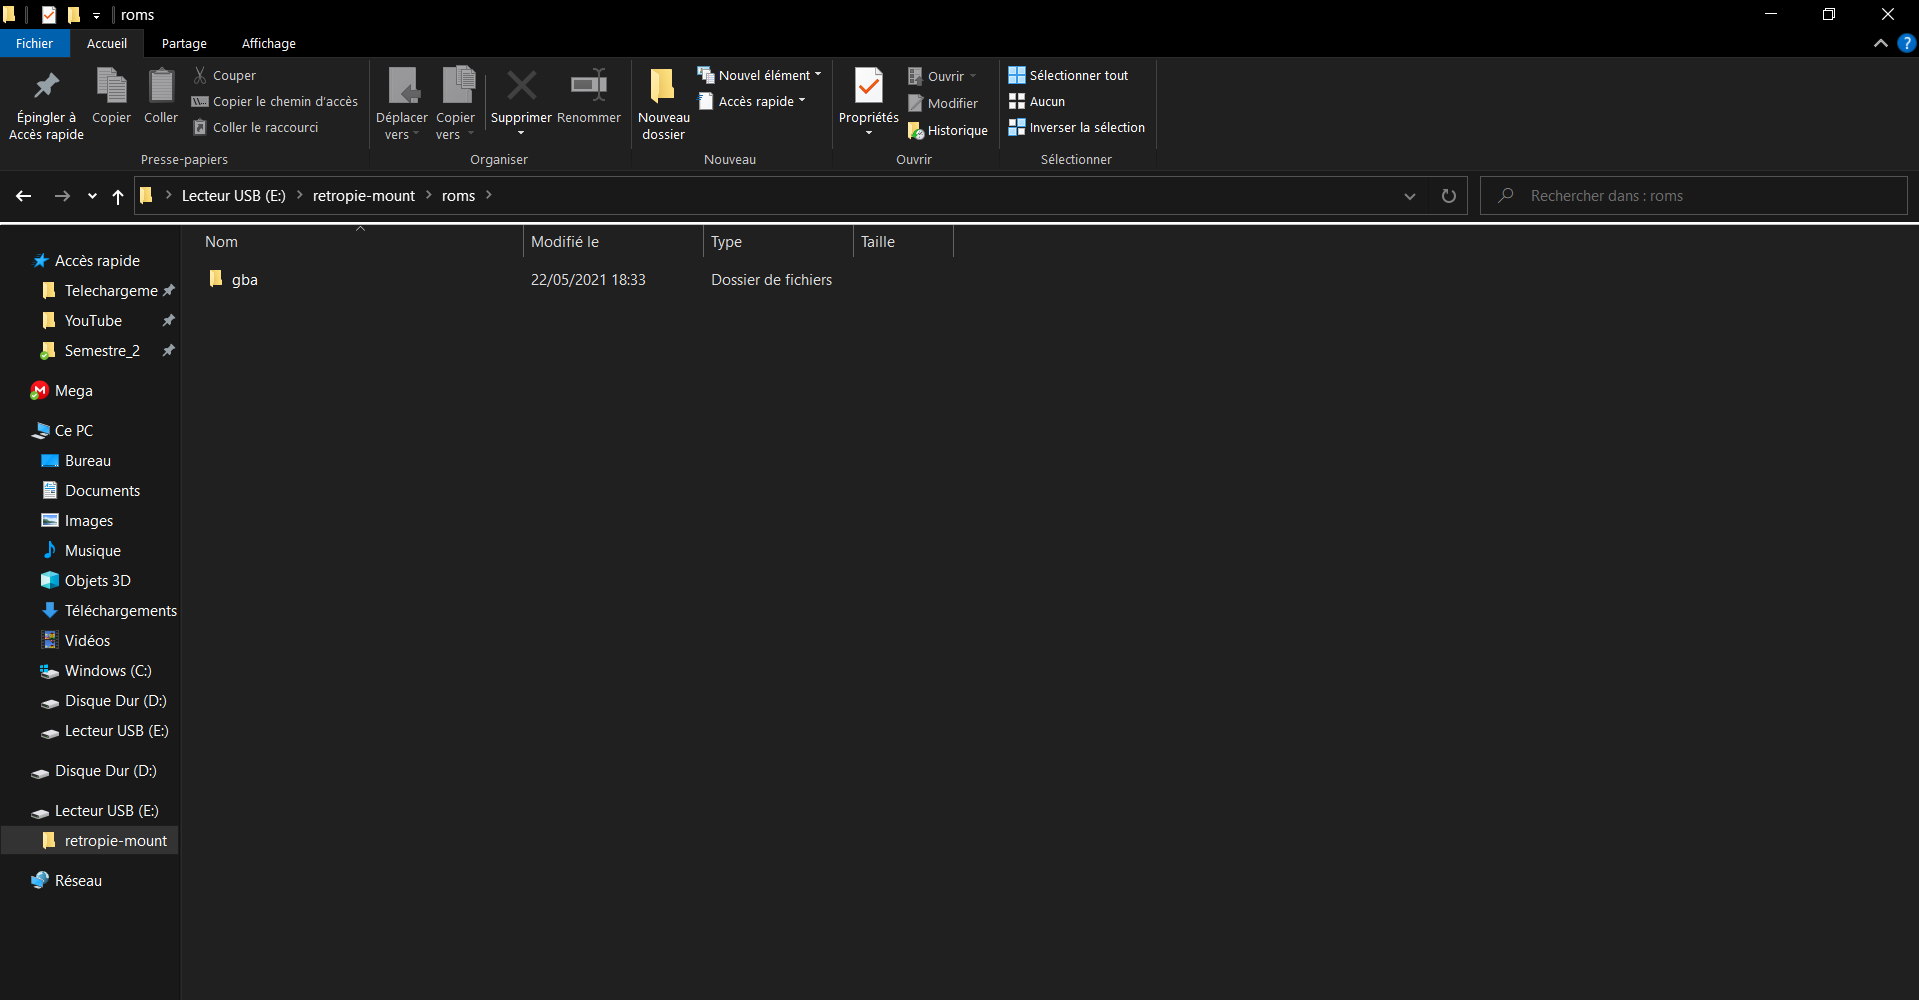 roms
Fichier
Accueil
Partage
Affichage
?
Épingler à
Accès rapide
Copier
Coller
Couper
Copier le chemin d'accès
Coller le raccourci
Presse-papiers
Déplacer
vers
Copier
vers
Supprimer
Renommer
Organiser
Nouveau
dossier
Nouvel élément
Accès rapide
Nouveau
Propriétés
Ouvrir
Modifier
Historique
Ouvrir
Sélectionner tout
Aucun
Inverser la sélection
Sélectionner
Lecteur USB (E:)
retropie-mount
roms
Rechercher dans : roms
Nom
Modifié le
Type
Taille
gba
22/05/2021 18:33
Dossier de fichiers
Accès rapide
Telechargeme
YouTube
Semestre_2
Mega
Ce PC
Bureau
Documents
Images
Musique
Objets 3D
Téléchargements
Vidéos
Windows (C:)
Disque Dur (D:)
Lecteur USB (E:)
Disque Dur (D:)
Lecteur USB (E:)
retropie-mount
Réseau